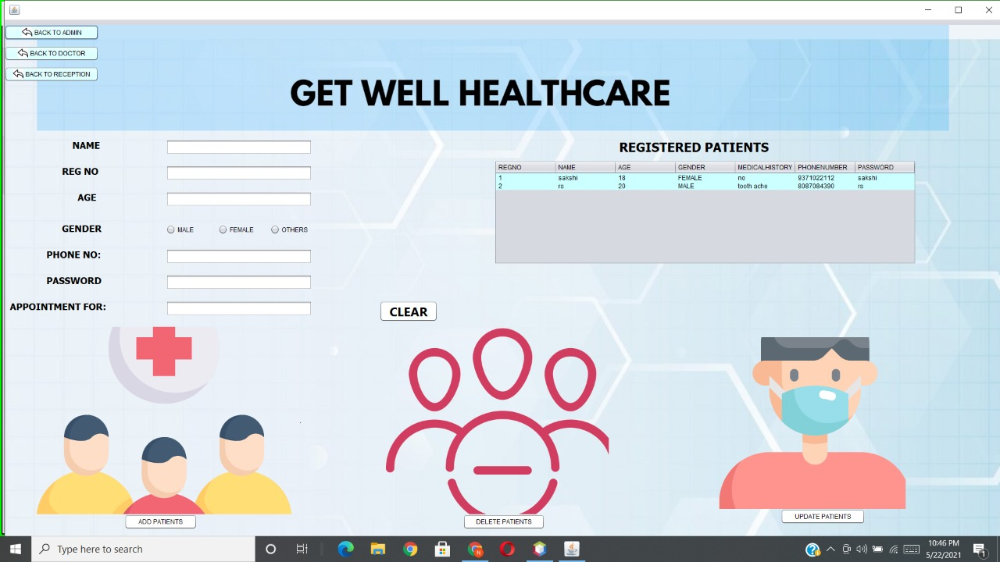 BACK TO ADMIN
BACK TO DOCTOR
BACK TO RECEPTION
GET WELL HEALTHCARE
NAME
REG NO
AGE
GENDER
MALE FEMALE OTHERS
PHONE NO:
PASSWORD
APPOINTMENT FOR:
CLEAR
REGISTERED PATIENTS
REGNO NAME AGE GENDER MEDICALHISTORY PHONENUMBER PASSWORD
1 sakshi 18 FEMALE no 9371022112 sakshi
2 rs 20 MALE tooth ache 8087084390 rs
ADD PATIENTS
DELETE PATIENTS
UPDATE PATIENTS
Type here to search
10:46 PM
5/22/2021
1